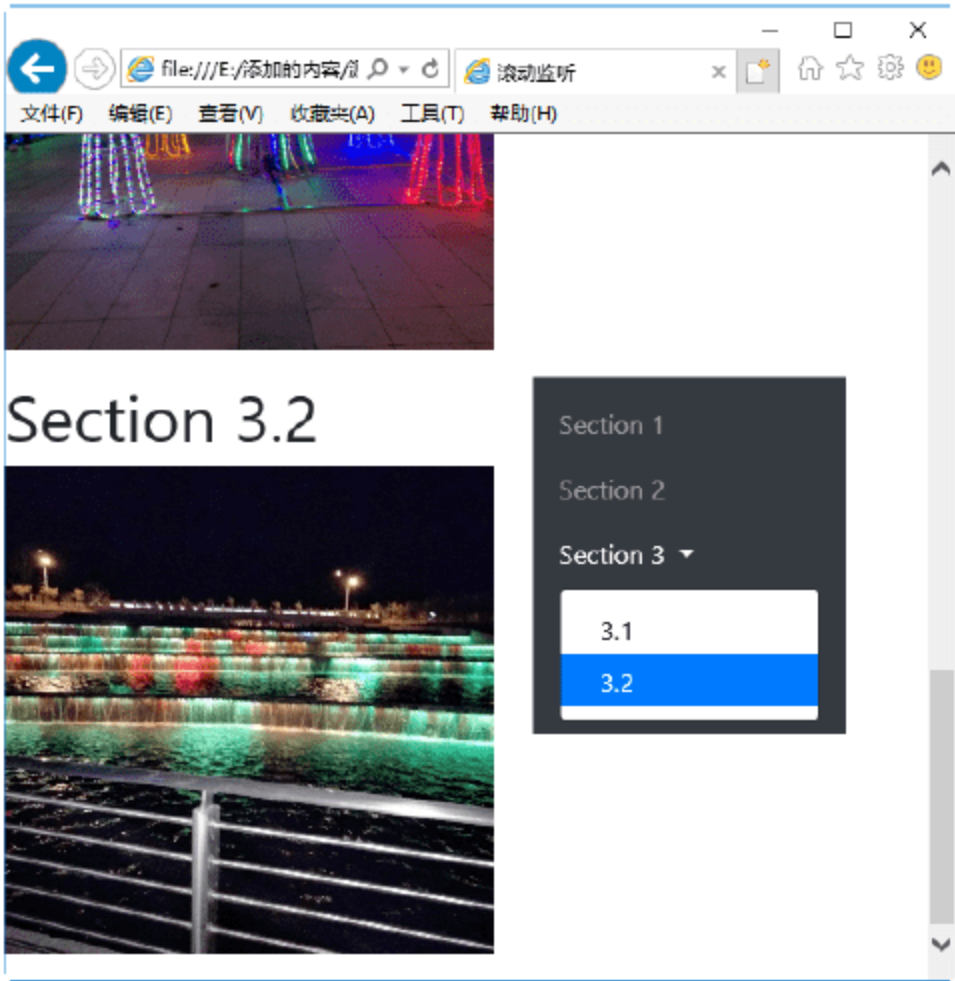 file:///E:/添加的内容/
滚动监听
文件(F) 编辑(E) 查看(V) 收藏夹(A) 工具(T) 帮助(H)
Section 3.2
Section 1
Section 2
Section 3
3.1
3.2